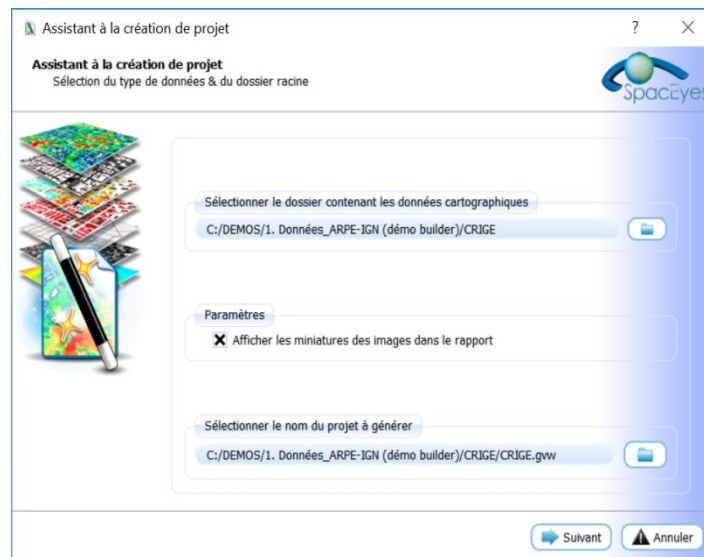 Assistant à la création de projet
?
Assistant à la création de projet
Sélection du type de données & du dossier racine
SpacEyes
Sélectionner le dossier contenant les données cartographiques
C:/DEMOS/1. Données_ARPE-IGN (démo builder)/CRIGE
Paramètres
Afficher les miniatures des images dans le rapport
Sélectionner le nom du projet à générer
C:/DEMOS/1. Données_ARPE-IGN (démo builder)/CRIGE/CRIGE.gvw
Suivant
Annuler